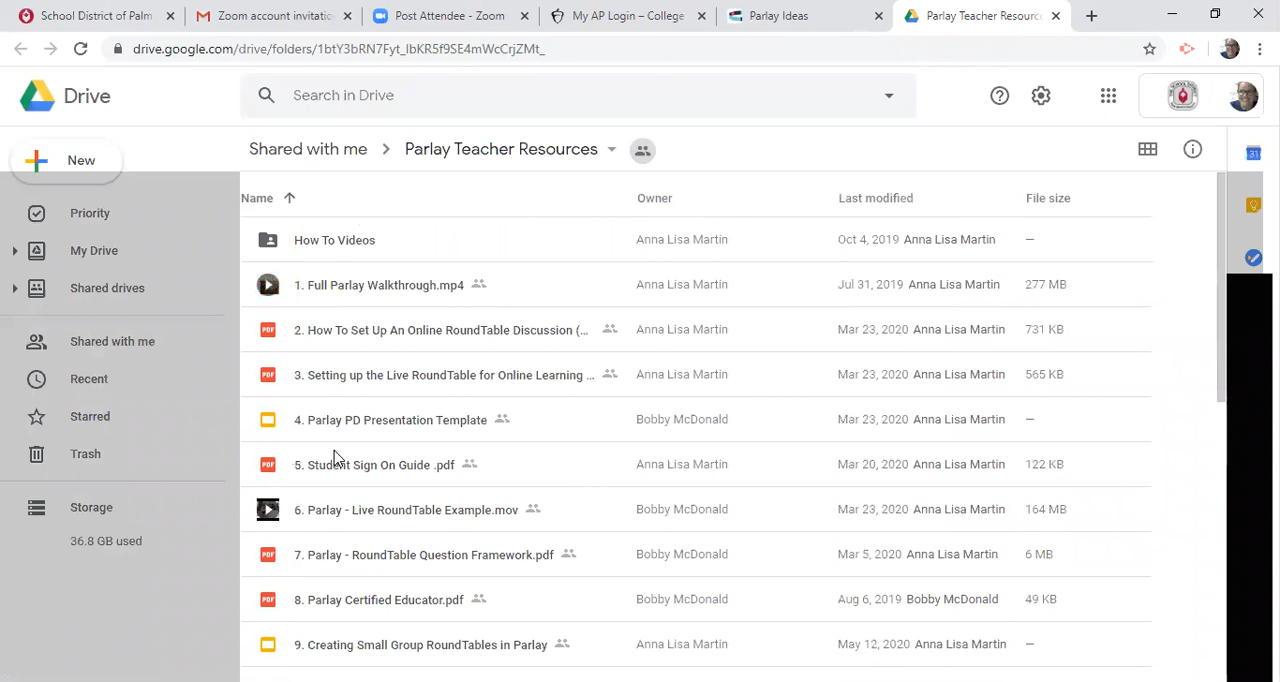 School District of Palm
Zoom account invitatio
Post Attendee - Zoom
My AP Login – College
Parlay Ideas
Parlay Teacher Resourc
drive.google.com/drive/folders/1btY3bRN7Fyt_lbKR5f9SE4mWcCrjZMt_
Drive
Search in Drive
New
Shared with me > Parlay Teacher Resources
31
Priority
My Drive
Shared drives
Shared with me
Recent
Starred
Trash
Storage
36.8 GB used
Name Owner Last modified File size
How To Videos Anna Lisa Martin Oct 4, 2019 Anna Lisa Martin –
1. Full Parlay Walkthrough.mp4 Anna Lisa Martin Jul 31, 2019 Anna Lisa Martin 277 MB
PDF 2. How To Set Up An Online RoundTable Discussion (... Anna Lisa Martin Mar 23, 2020 Anna Lisa Martin 731 KB
PDF 3. Setting up the Live RoundTable for Online Learning ... Anna Lisa Martin Mar 23, 2020 Anna Lisa Martin 565 KB
4. Parlay PD Presentation Template Bobby McDonald Mar 23, 2020 Anna Lisa Martin –
PDF 5. Student Sign On Guide .pdf Anna Lisa Martin Mar 20, 2020 Anna Lisa Martin 122 KB
6. Parlay - Live RoundTable Example.mov Bobby McDonald Mar 23, 2020 Anna Lisa Martin 164 MB
PDF 7. Parlay - RoundTable Question Framework.pdf Bobby McDonald Mar 5, 2020 Anna Lisa Martin 6 MB
PDF 8. Parlay Certified Educator.pdf Bobby McDonald Aug 6, 2019 Bobby McDonald 49 KB
9. Creating Small Group RoundTables in Parlay Anna Lisa Martin May 12, 2020 Anna Lisa Martin –